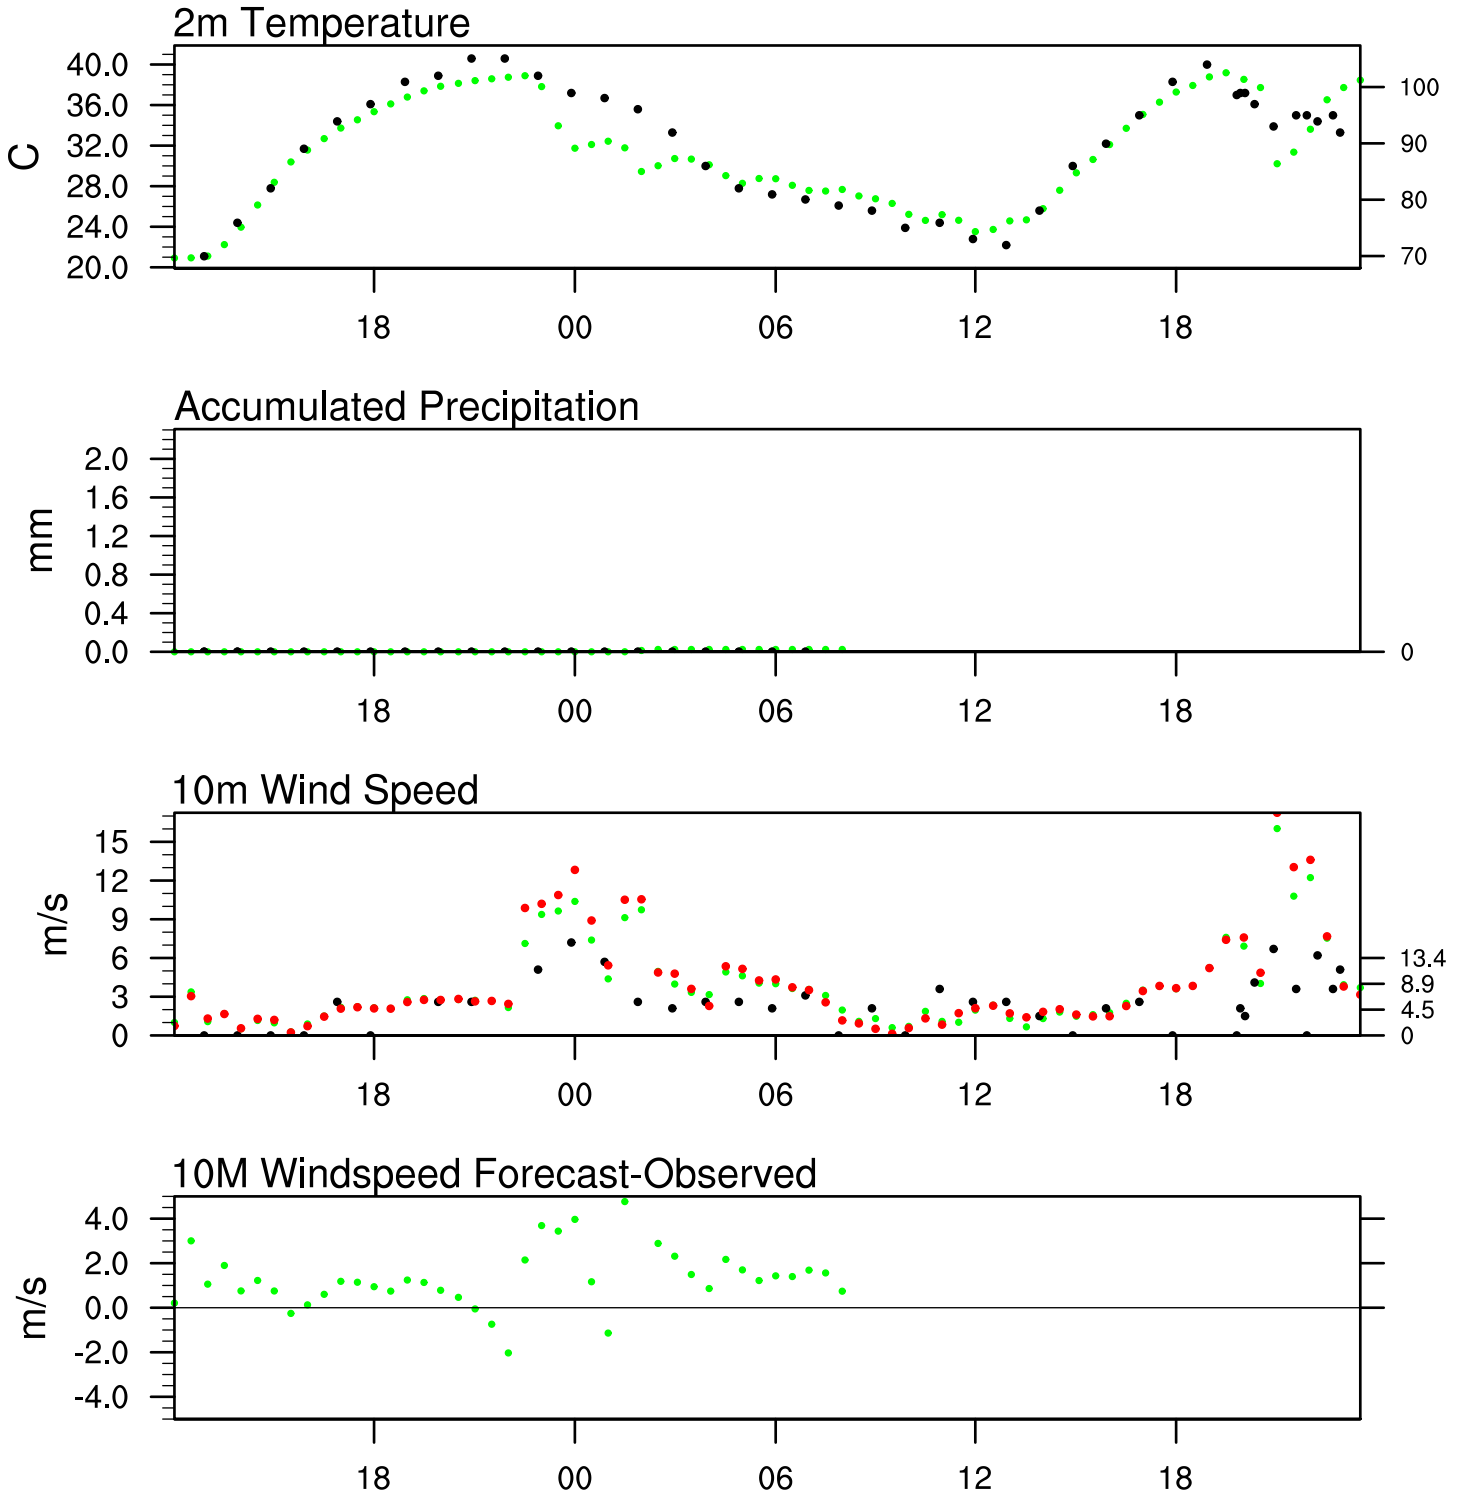 2m Temperature
40.0
36.0
32.0
28.0
24.0
20.0
C
100
90
80
70
18 00 06 12 18
Accumulated Precipitation
2.0
1.6
1.2
0.8
0.4
0.0
mm
0
18 00 06 12 18
10m Wind Speed
15
12
9
6
3
0
m/s
13.4
8.9
4.5
0
18 00 06 12 18
10M Windspeed Forecast-Observed
4.0
2.0
0.0
-2.0
-4.0
m/s
18 00 06 12 18